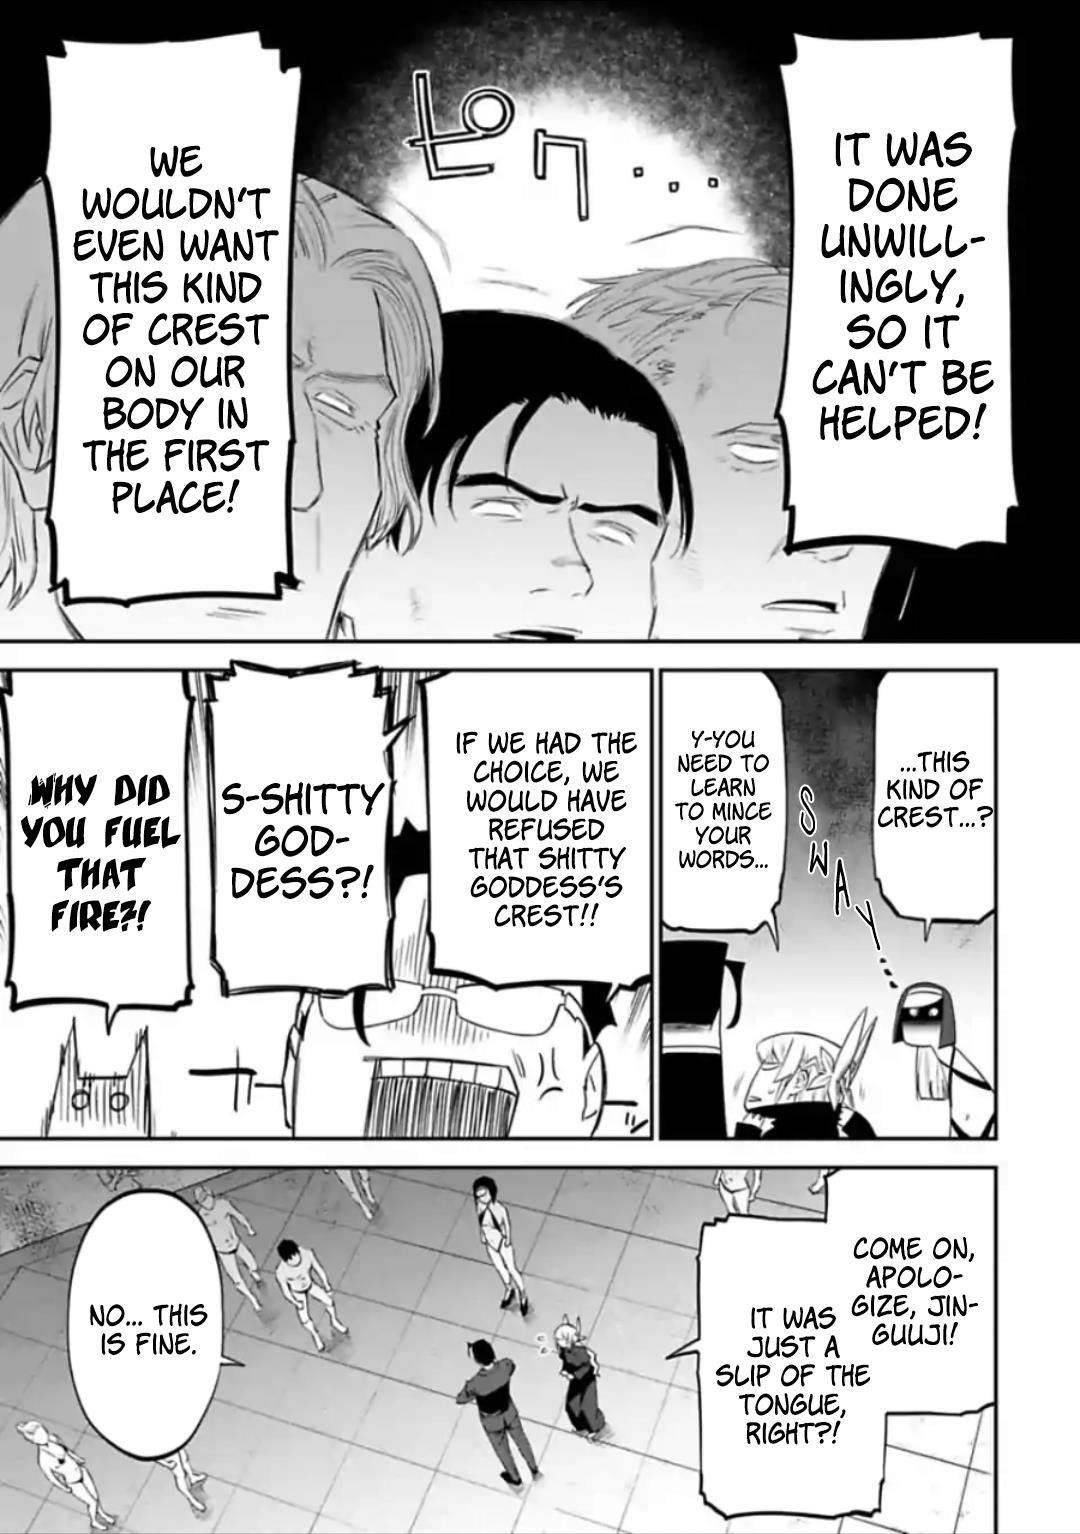 IT WAS
DONE
UNWILL-
INGLY,
SO IT
CAN'T BE
HELPED!
ピク...
WE
WOULDN'T
EVEN WANT
THIS KIND
OF CREST
ON OUR
BODY IN
THE FIRST
PLACE!
...THIS
KIND OF
CREST...?
SWAY...
Y-YOU
NEED TO
LEARN
TO MINCE
YOUR
WORDS...
IF WE HAD THE
CHOICE, WE
WOULD HAVE
REFUSED
THAT SHITTY
GODDESS'S
CREST!!
S-SHITTY
GOD-
DESS?!
WHY DID
YOU FUEL
THAT
FIRE?!
COME ON,
APOLO-
GIZE, JIN-
GUUJI!
IT WAS
JUST A
SLIP OF THE
TONGUE,
RIGHT?!
NO... THIS
IS FINE.